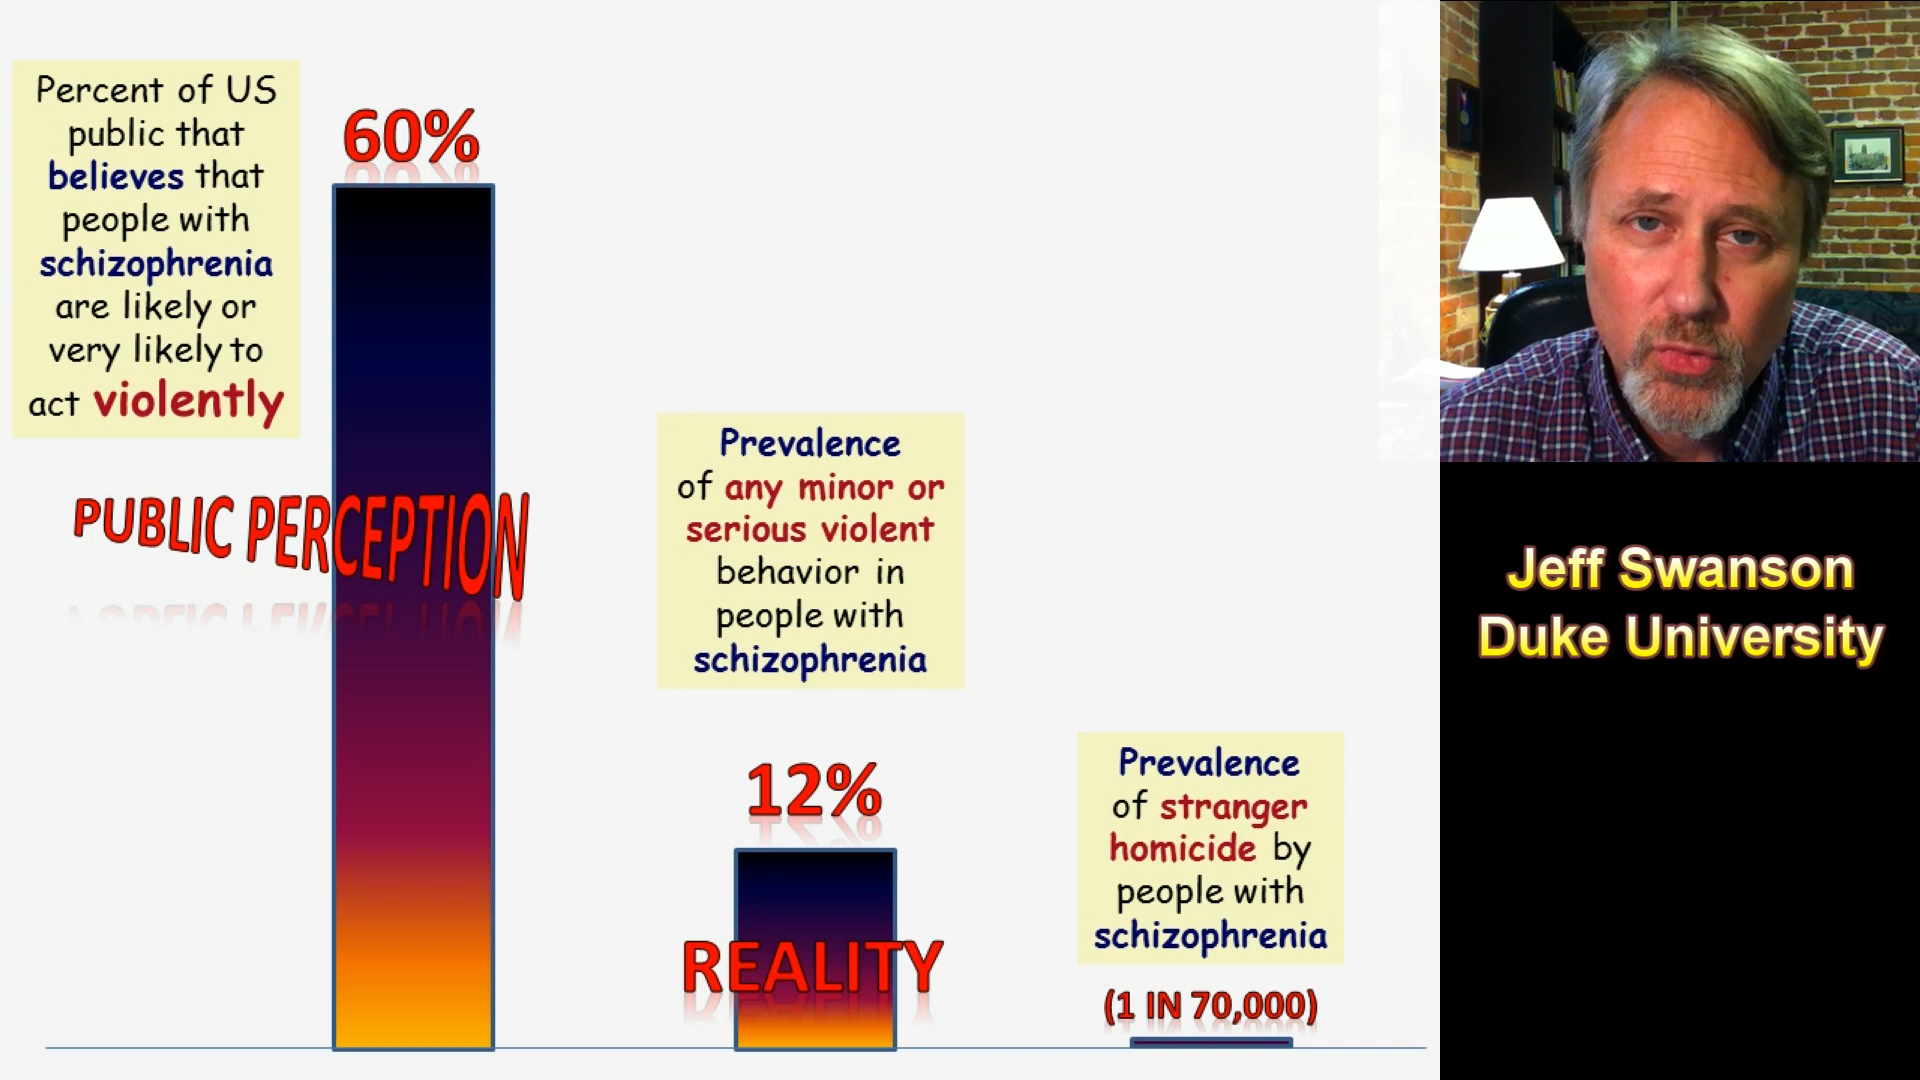 Percent of US
public that
believes that
people with
schizophrenia
are likely or
very likely to
act violently
60%
PUBLIC PERCEPTION
Prevalence
of any minor or
serious violent
behavior in
people with
schizophrenia
12%
REALITY
Prevalence
of stranger
homicide by
people with
schizophrenia
(1 IN 70,000)
Jeff Swanson
Duke University